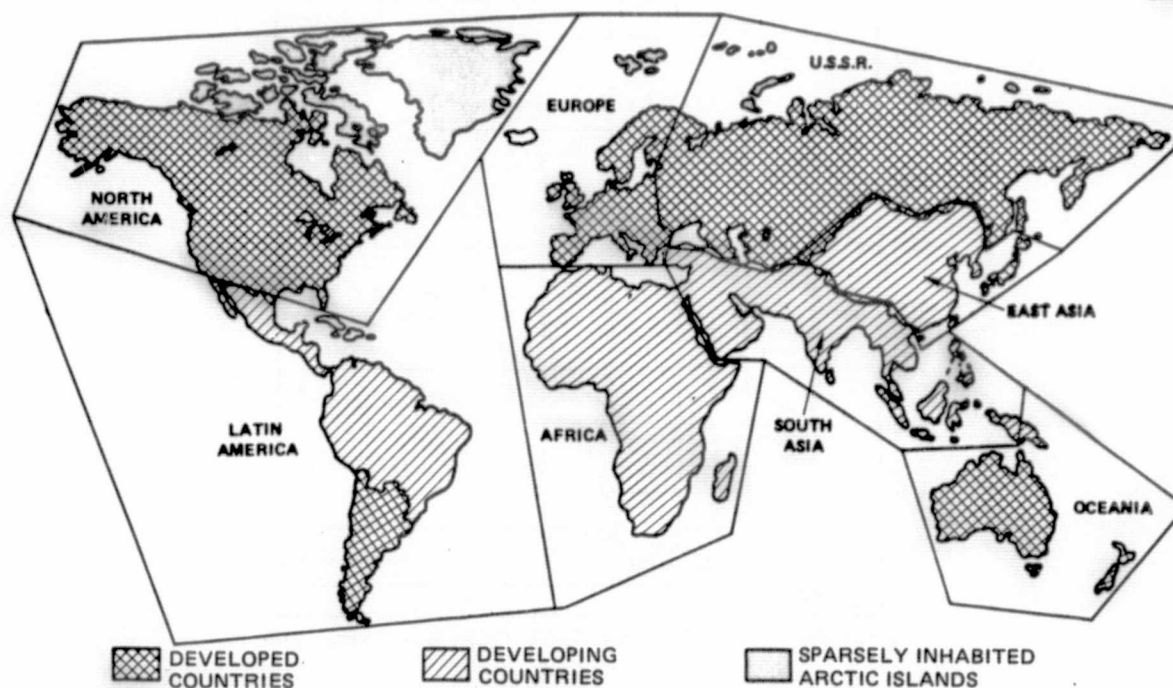 U.S.S.R.
EUROPE
NORTH
AMERICA
EAST ASIA
LATIN
AMERICA
AFRICA
SOUTH
ASIA
OCEANIA
DEVELOPED
COUNTRIES
DEVELOPING
COUNTRIES
SPARSELY INHABITED
ARCTIC ISLANDS